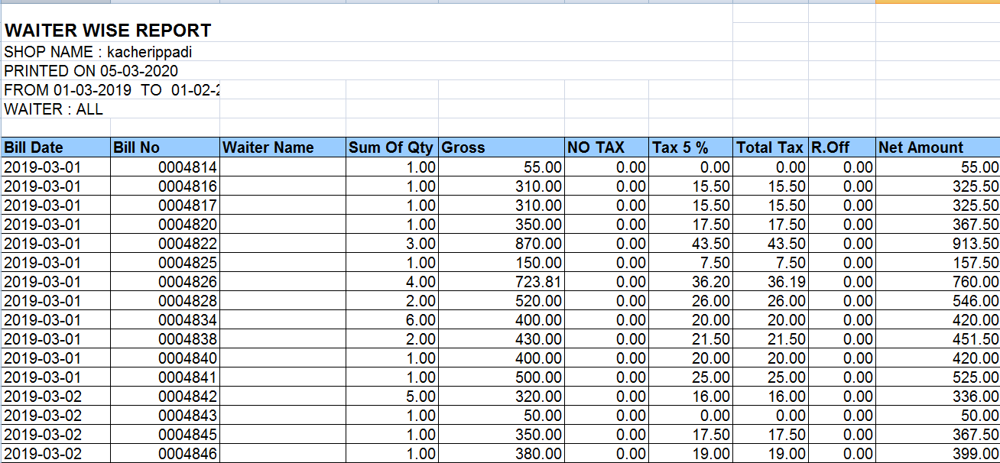 WAITER WISE REPORT
SHOP NAME : kacherippadi
PRINTED ON 05-03-2020
FROM 01-03-2019 TO 01-02-2
WAITER : ALL
Bill Date Bill No Waiter Name Sum Of Qty Gross NO TAX Tax 5 % Total Tax R.Off Net Amount
2019-03-01 0004814 1.00 55.00 0.00 0.00 0.00 0.00 55.00
2019-03-01 0004816 1.00 310.00 0.00 15.50 15.50 0.00 325.50
2019-03-01 0004817 1.00 310.00 0.00 15.50 15.50 0.00 325.50
2019-03-01 0004820 1.00 350.00 0.00 17.50 17.50 0.00 367.50
2019-03-01 0004822 3.00 870.00 0.00 43.50 43.50 0.00 913.50
2019-03-01 0004825 1.00 150.00 0.00 7.50 7.50 0.00 157.50
2019-03-01 0004826 4.00 723.81 0.00 36.20 36.19 0.00 760.00
2019-03-01 0004828 2.00 520.00 0.00 26.00 26.00 0.00 546.00
2019-03-01 0004834 6.00 400.00 0.00 20.00 20.00 0.00 420.00
2019-03-01 0004838 2.00 430.00 0.00 21.50 21.50 0.00 451.50
2019-03-01 0004840 1.00 400.00 0.00 20.00 20.00 0.00 420.00
2019-03-01 0004841 1.00 500.00 0.00 25.00 25.00 0.00 525.00
2019-03-02 0004842 5.00 320.00 0.00 16.00 16.00 0.00 336.00
2019-03-02 0004843 1.00 50.00 0.00 0.00 0.00 0.00 50.00
2019-03-02 0004845 1.00 350.00 0.00 17.50 17.50 0.00 367.50
2019-03-02 0004846 1.00 380.00 0.00 19.00 19.00 0.00 399.00